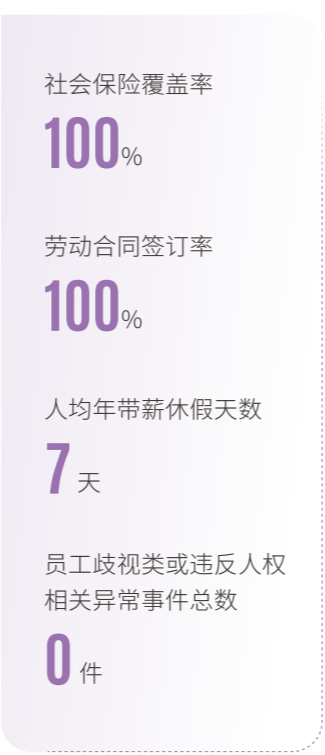 社会保险覆盖率
100%
劳动合同签订率
100%
人均年带薪休假天数
7 天
员工歧视类或违反人权
相关异常事件总数
0 件